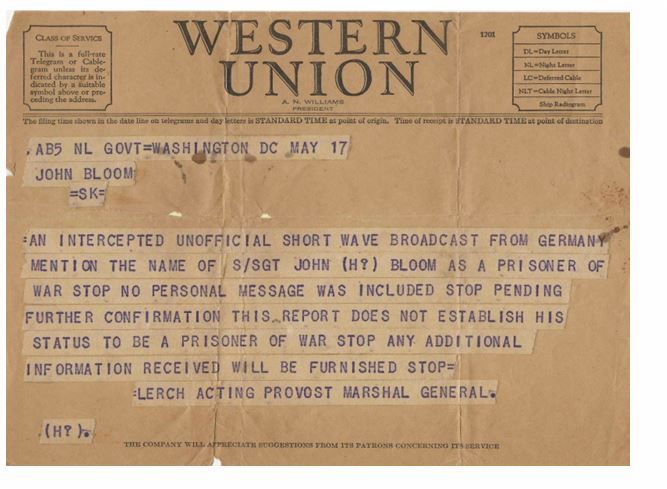 CLASS OF SERVICE
This is a full-rate
Telegram or Cable-
gram unless its de-
ferred character is in-
dicated by a suitable
symbol above or pre-
ceding the address.
WESTERN
UNION
A. N. WILLIAMS
PRESIDENT
1201
SYMBOLS
DL=Day Letter
NL=Night Letter
LC=Deferred Cable
NLT=Cable Night Letter
Ship Radiogram
The filing time shown in the date line on telegrams and day letters is STANDARD TIME at point of origin. Time of receipt is STANDARD TIME at point of destination
.AB5 NL GOVT=WASHINGTON DC MAY 17
JOHN BLOOM
=SK=
:AN INTERCEPTED UNOFFICIAL SHORT WAVE BROADCAST FROM GERMANY
MENTION THE NAME OF S/SGT JOHN (H?) BLOOM AS A PRISONER OF
WAR STOP NO PERSONAL MESSAGE WAS INCLUDED STOP PENDING
FURTHER CONFIRMATION THIS REPORT DOES NOT ESTABLISH HIS
STATUS TO BE A PRISONER OF WAR STOP ANY ADDITIONAL
INFORMATION RECEIVED WILL BE FURNISHED STOP=
:LERCH ACTING PROVOST MARSHAL GENERAL.
(H?).
THE COMPANY WILL APPRECIATE SUGGESTIONS FROM ITS PATRONS CONCERNING ITS SERVICE